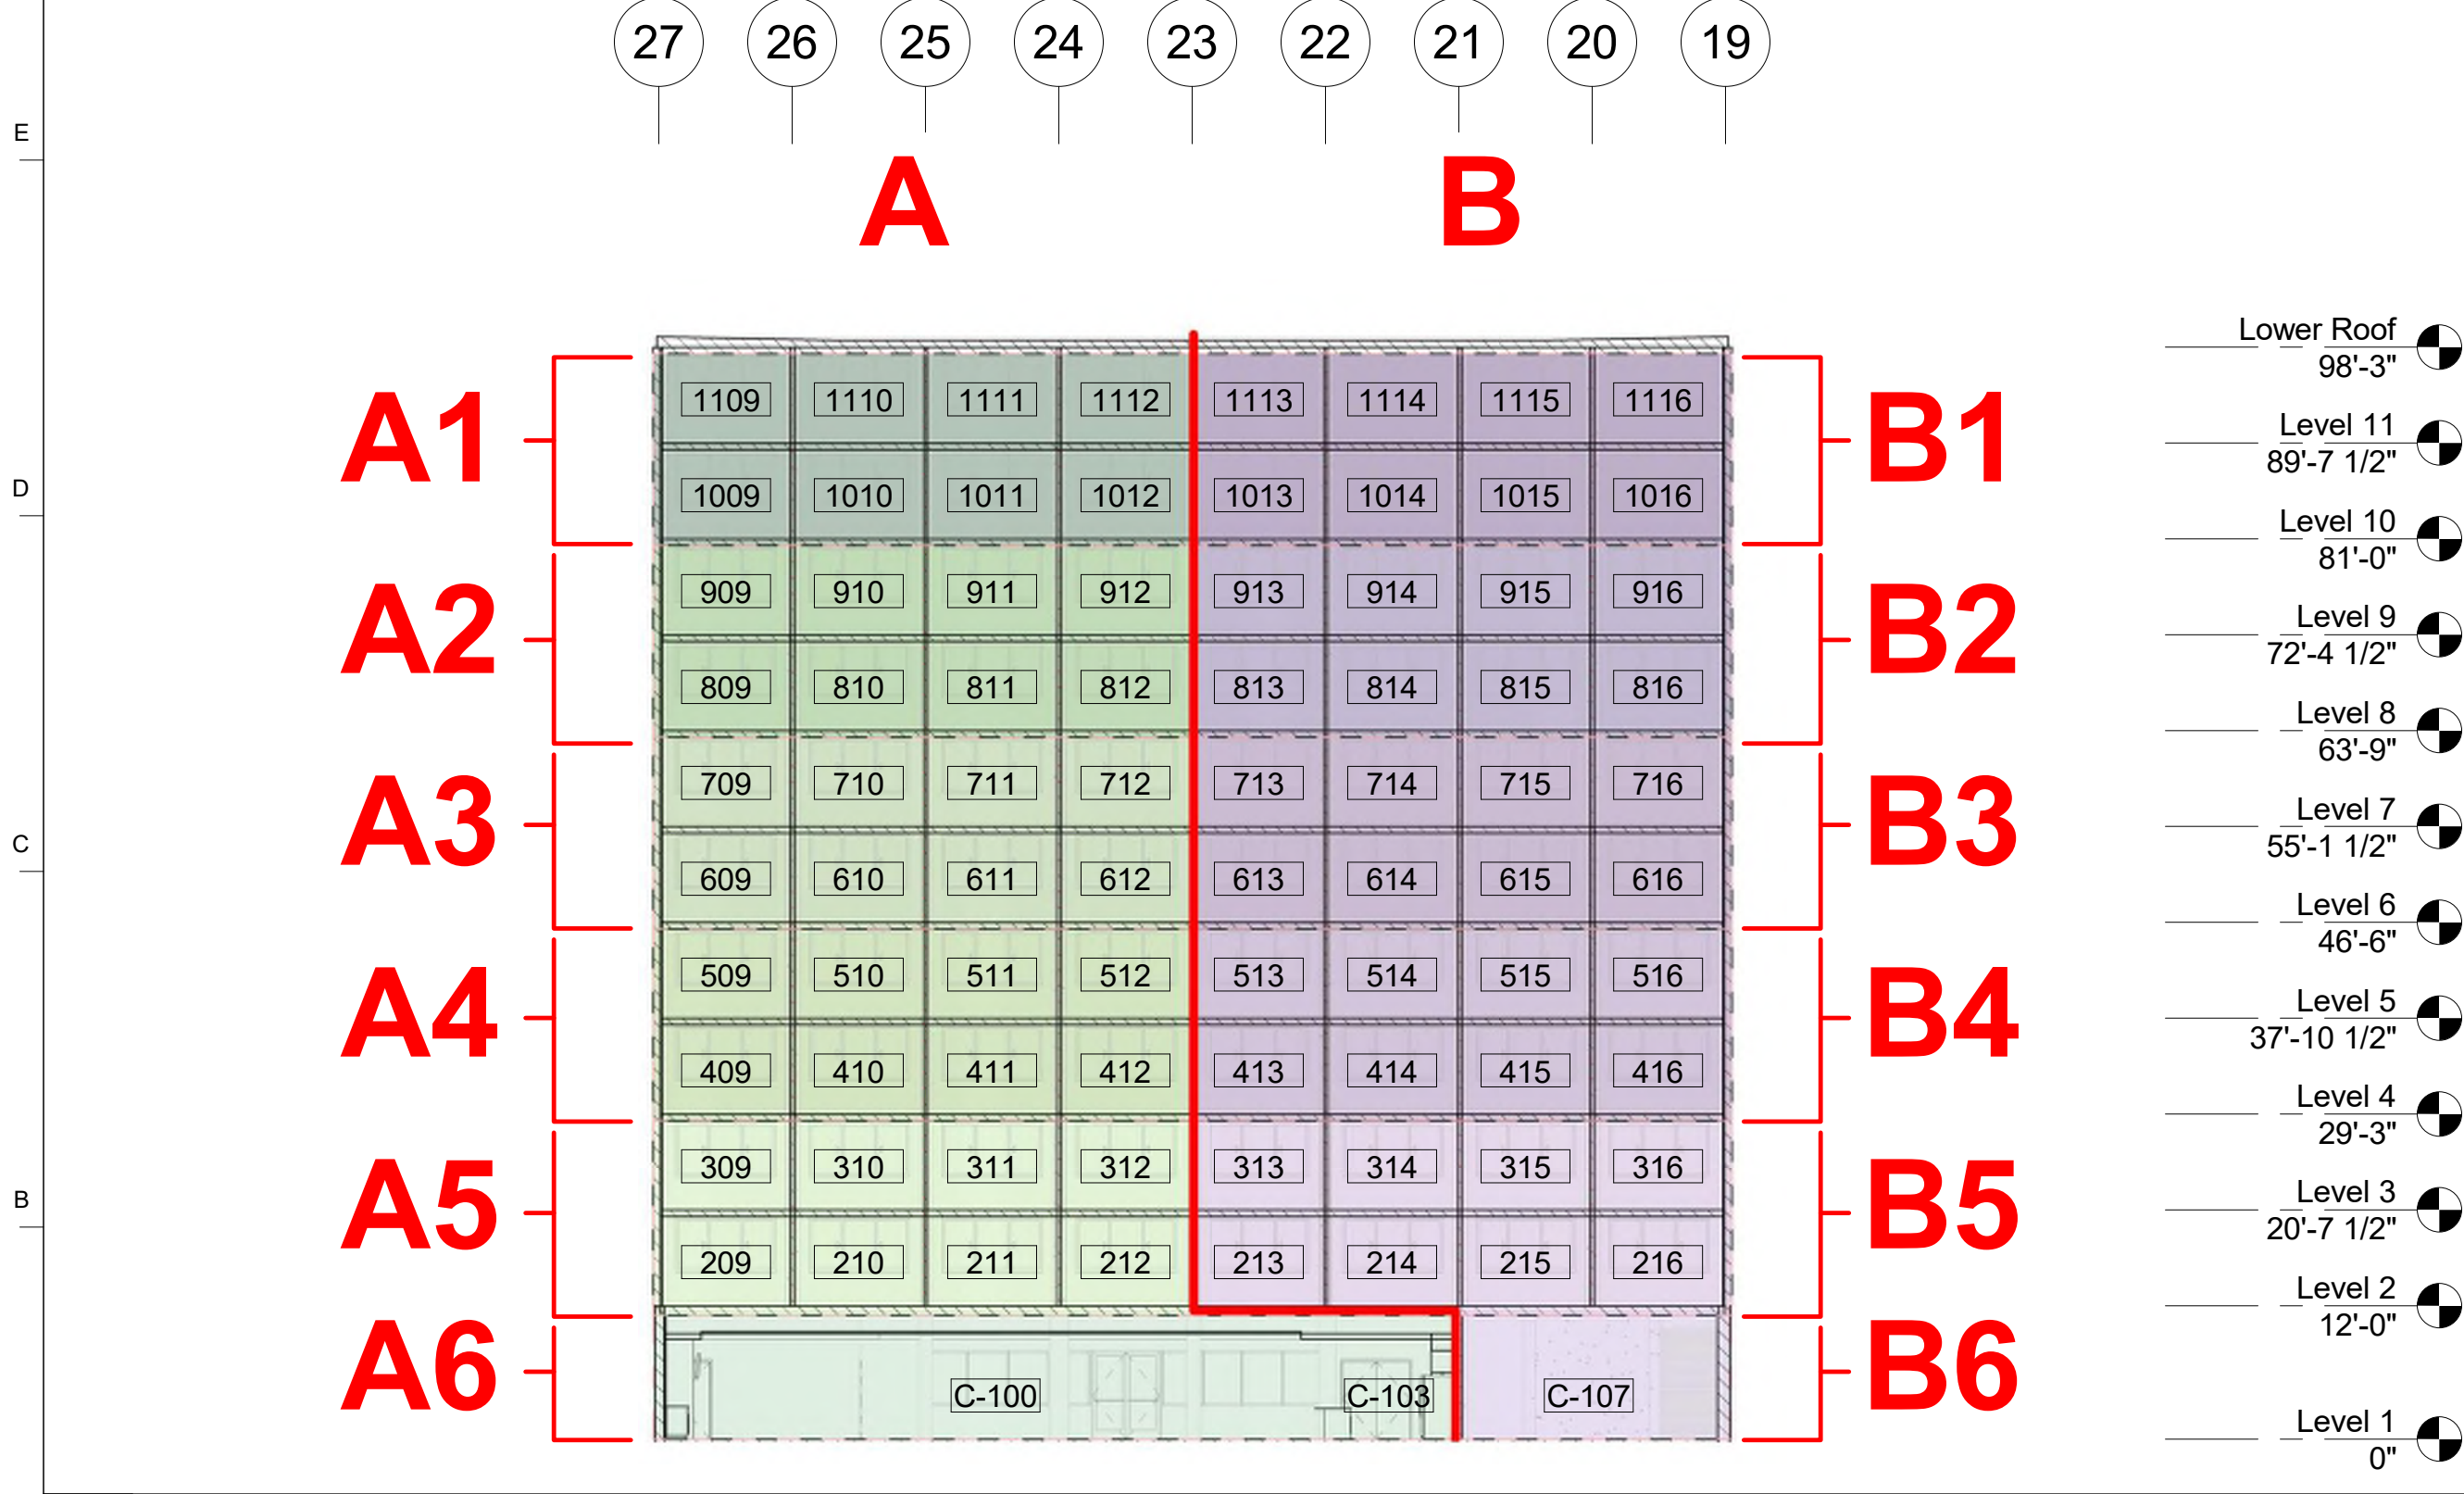 27 26 25 24 23 22 21 20 19
E
A B
Lower Roof
98'-3"
A1 1109 1110 1111 1112 1113 1114 1115 1116 B1
Level 11
89'-7 1/2"
D
1009 1010 1011 1012 1013 1014 1015 1016
Level 10
81'-0"
A2 909 910 911 912 913 914 915 916 B2
Level 9
72'-4 1/2"
809 810 811 812 813 814 815 816
Level 8
63'-9"
A3 709 710 711 712 713 714 715 716 B3
Level 7
55'-1 1/2"
C
609 610 611 612 613 614 615 616
Level 6
46'-6"
A4 509 510 511 512 513 514 515 516 B4
Level 5
37'-10 1/2"
409 410 411 412 413 414 415 416
Level 4
29'-3"
A5 309 310 311 312 313 314 315 316 B5
Level 3
20'-7 1/2"
B
209 210 211 212 213 214 215 216
Level 2
12'-0"
A6 C-100 C-103 C-107 B6
Level 1
0"